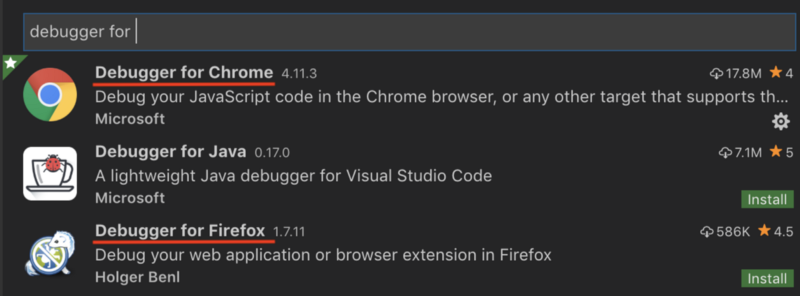 debugger for
Debugger for Chrome 4.11.3 17.8M 4
Debug your JavaScript code in the Chrome browser, or any other target that supports th...
Microsoft
Debugger for Java 0.17.0 7.1M 5
A lightweight Java debugger for Visual Studio Code
Microsoft Install
Debugger for Firefox 1.7.11 586K 4.5
Debug your web application or browser extension in Firefox
Holger Benl Install